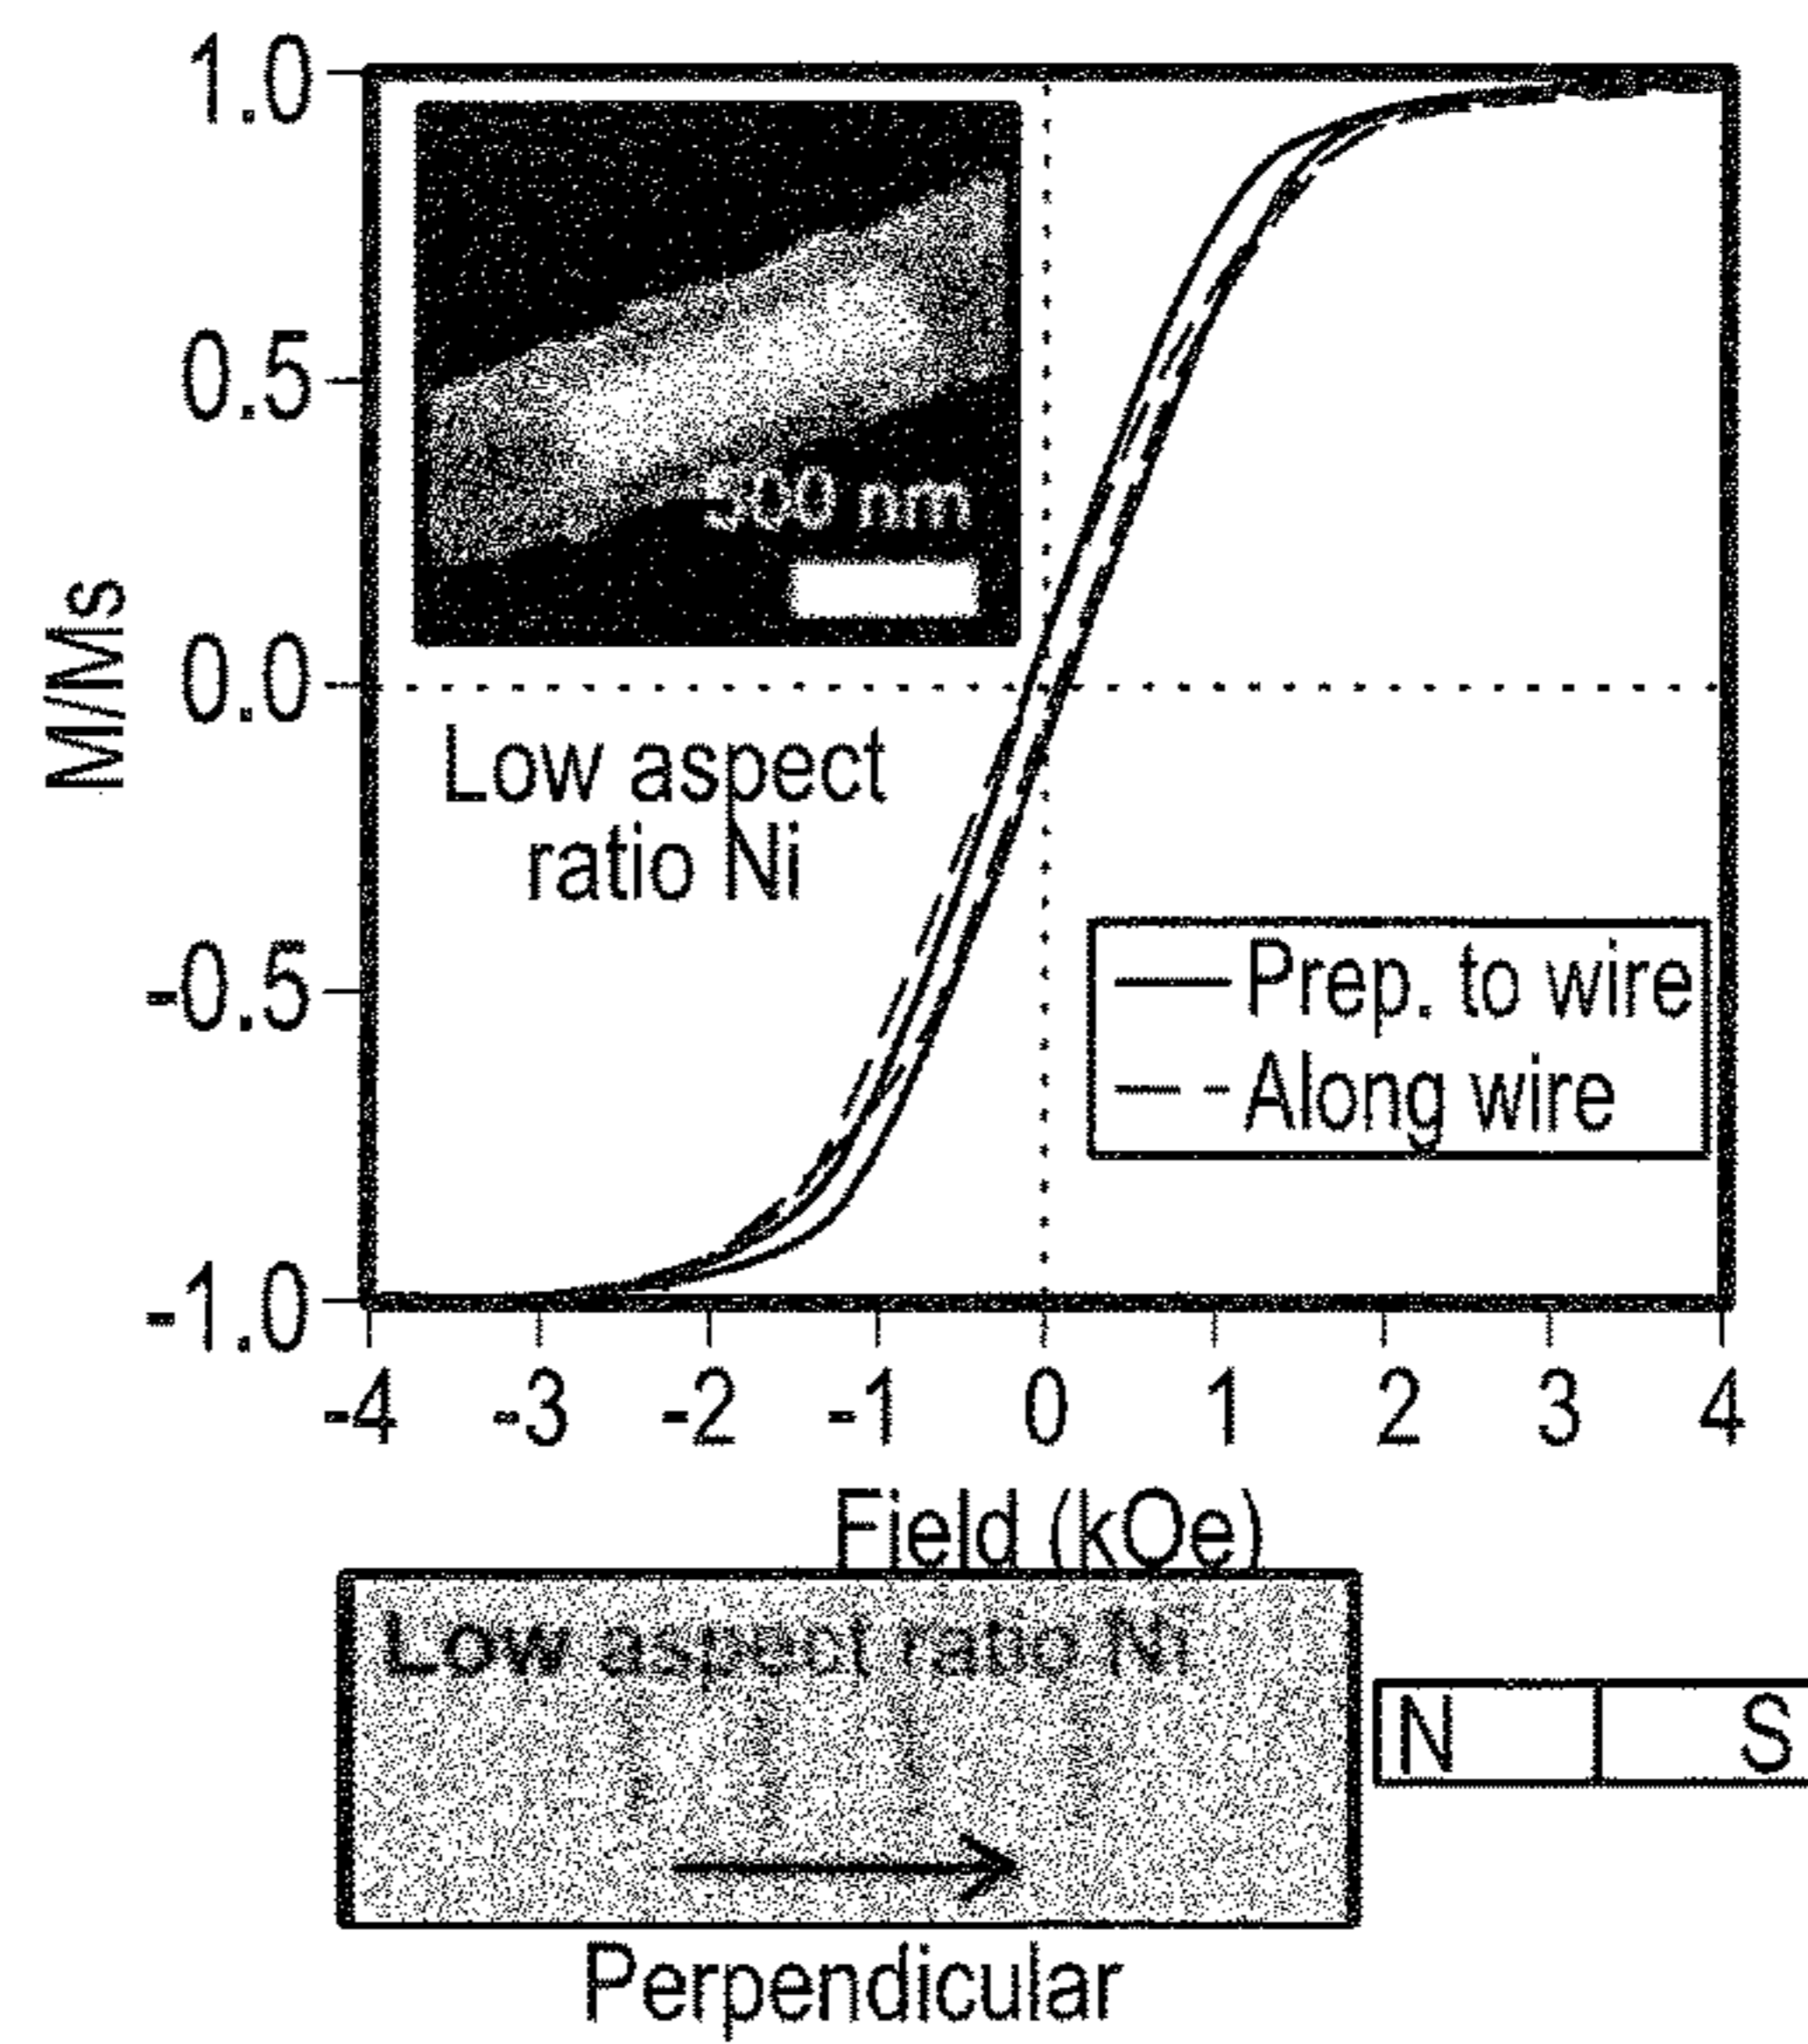 1.0
0.5
0.0
-0.5
-1.0
M/Ms
nm
Low aspect
ratio Ni
Prep. to wire
Along wire
-4 -3 -2 -1 0 1 2 3 4
Field (kOe)
Low aspect ratio Ni
N S
Perpendicular